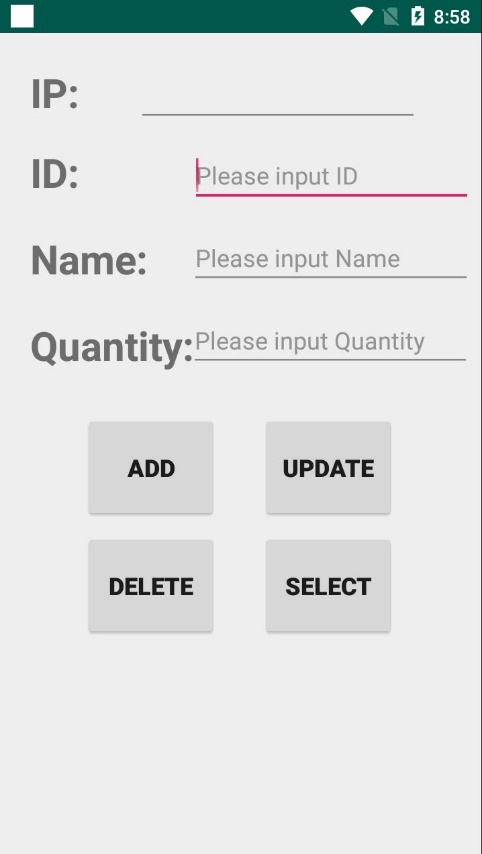 8:58
IP:
ID:
Please input ID
Name:
Please input Name
Quantity:
Please input Quantity
ADD
UPDATE
DELETE
SELECT